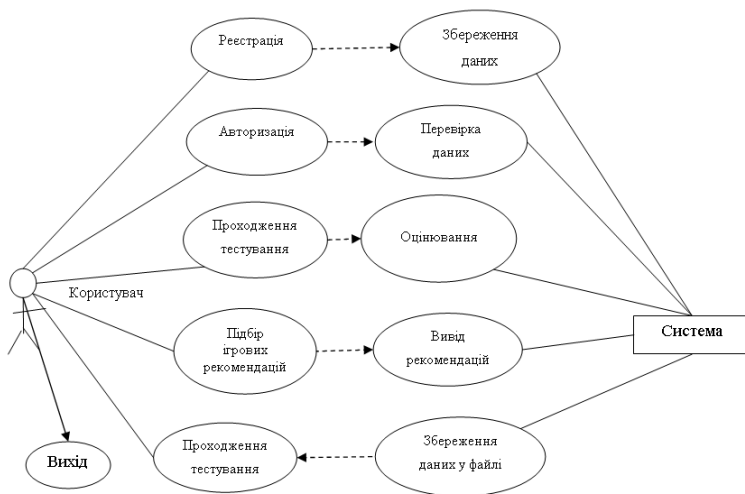 Реєстрація
Збереження
даних
Авторизація
Перевірка
даних
Проходження
тестування
Оцінювання
Користувач
Підбір
ігрових
рекомендацій
Вивід
рекомендацій
Система
Проходження
тестування
Збереження
даних у файлі
Вихід